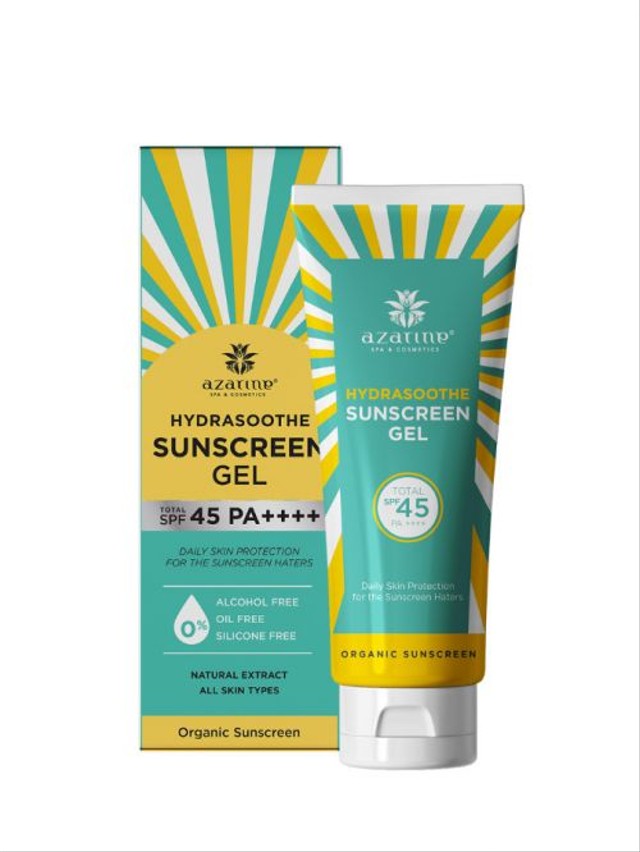 azarine®
SPA & COSMETICS
HYDRASOOTHE
SUNSCREEN
GEL
TOTAL
SPF 45 PA++++
DAILY SKIN PROTECTION
FOR THE SUNSCREEN HATERS
0%
ALCOHOL FREE
OIL FREE
SILICONE FREE
NATURAL EXTRACT
ALL SKIN TYPES
Organic Sunscreen
azarine®
SPA & COSMETICS
HYDRASOOTHE
SUNSCREEN
GEL
TOTAL
SPF 45
PA ++++
Daily Skin Protection
for the Sunscreen Haters
ORGANIC SUNSCREEN